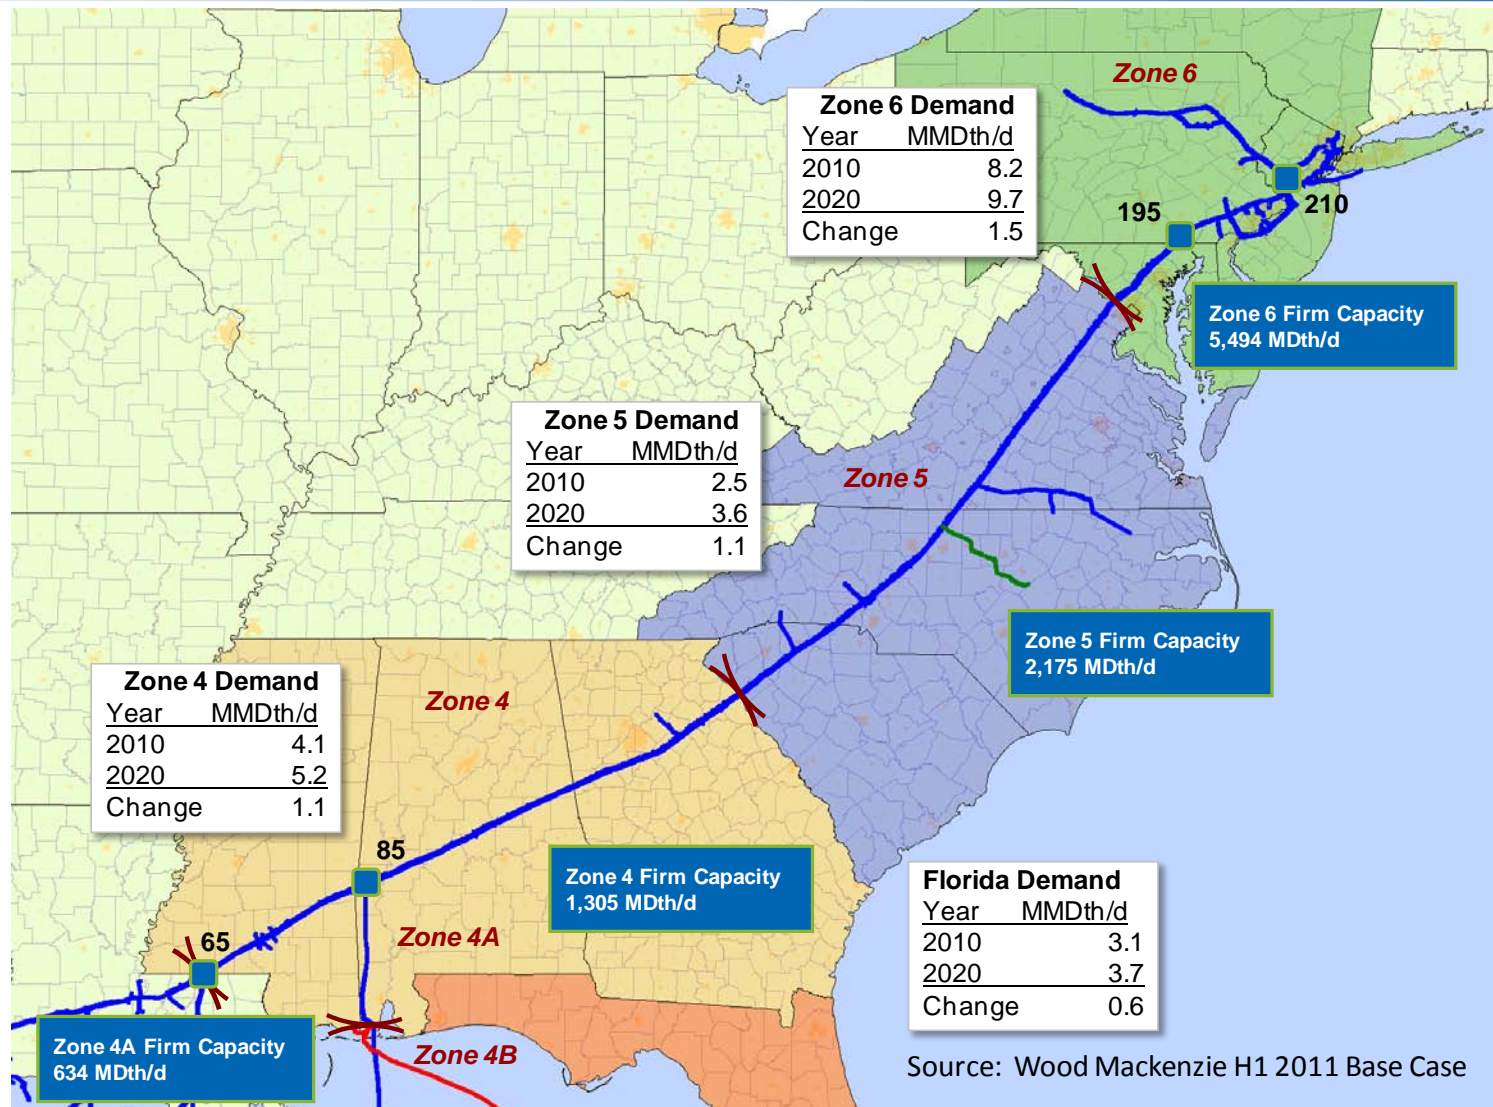 Zone 6
Zone 6 Demand
Year MMDth/d
2010 8.2
2020 9.7
Change 1.5
195
210
Zone 6 Firm Capacity
5,494 MDth/d
Zone 5 Demand
Year MMDth/d
2010 2.5
2020 3.6
Change 1.1
Zone 5
Zone 5 Firm Capacity
2,175 MDth/d
Zone 4 Demand
Year MMDth/d
2010 4.1
2020 5.2
Change 1.1
Zone 4
85
Zone 4 Firm Capacity
1,305 MDth/d
Florida Demand
Year MMDth/d
2010 3.1
2020 3.7
Change 0.6
65
Zone 4A
Zone 4A Firm Capacity
634 MDth/d
Zone 4B
Source: Wood Mackenzie H1 2011 Base Case